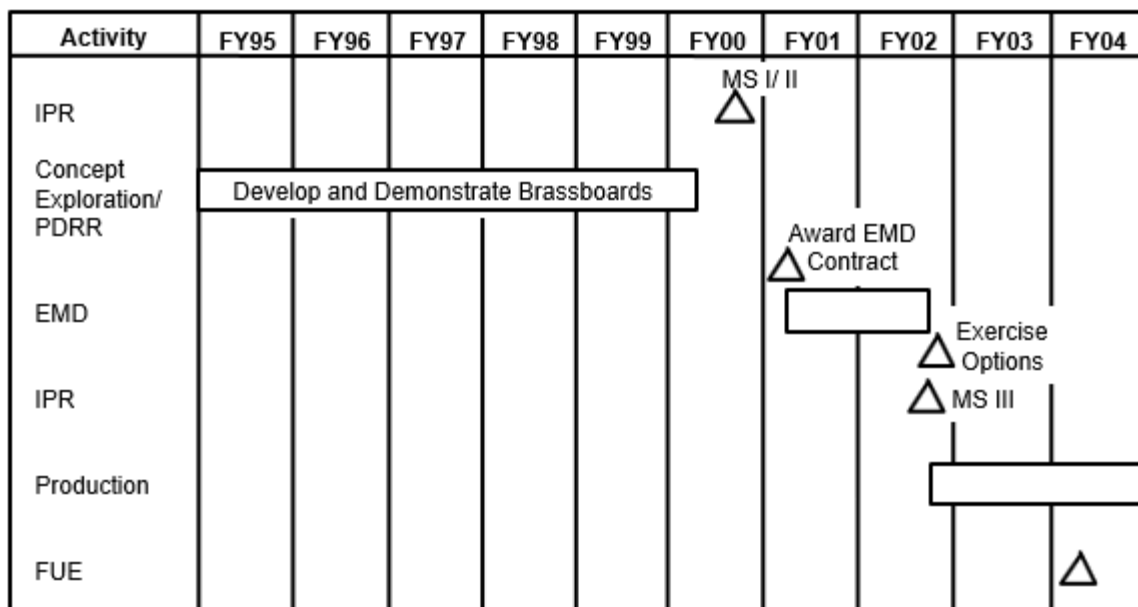 Activity FY95 FY96 FY97 FY98 FY99 FY00 FY01 FY02 FY03 FY04
MS I/ II
IPR
Concept
Exploration/
PDRR
Develop and Demonstrate Brassboards
Award EMD
Contract
EMD
Exercise
Options
IPR
MS III
Production
FUE